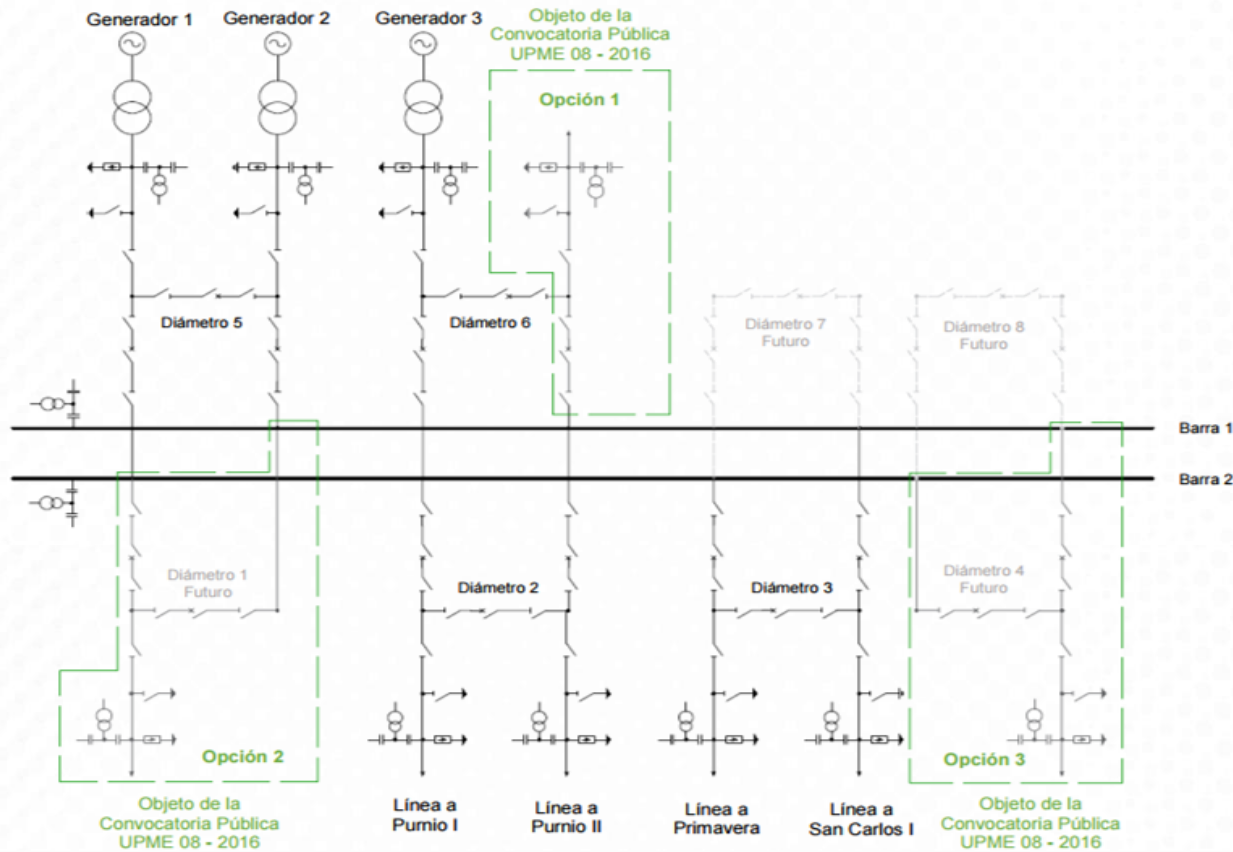 Generador 1
Generador 2
Generador 3
Objeto de la
Convocatoria Pública
UPME 08 - 2016
Opción 1
Diámetro 5
Diámetro 6
Diámetro 7
Futuro
Diámetro 8
Futuro
Barra 1
Barra 2
Diámetro 1
Futuro
Diámetro 2
Diámetro 3
Diámetro 4
Futuro
Opción 2
Opción 3
Objeto de la
Convocatoria Pública
UPME 08 - 2016
Línea a
Purnio I
Línea a
Purnio II
Línea a
Primavera
Línea a
San Carlos I
Objeto de la
Convocatoria Pública
UPME 08 - 2016